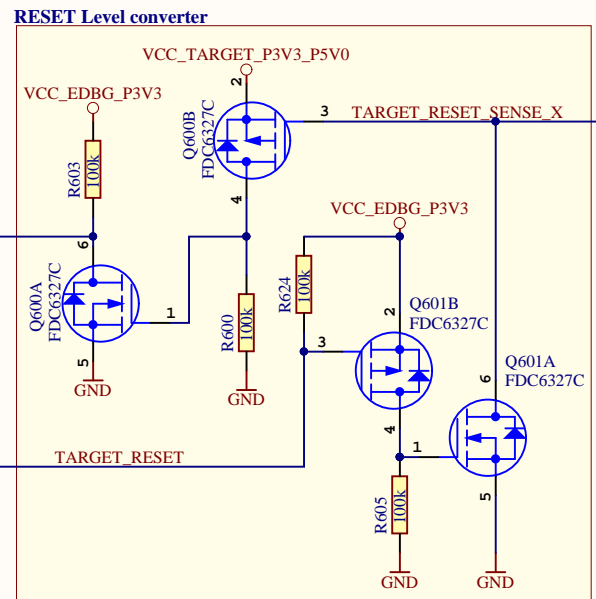 RESET Level converter
VCC_TARGET_P3V3_P5V0
2
VCC_EDBG_P3V3
Q600B
FDC6327C
3
TARGET_RESET_SENSE_X
R603
100k
4
VCC_EDBG_P3V3
6
Q600A
FDC6327C
1
R624
100k
R600
100k
2
Q601B
FDC6327C
3
5
GND
GND
Q601A
FDC6327C
6
4
1
TARGET_RESET
R605
100k
5
GND
GND